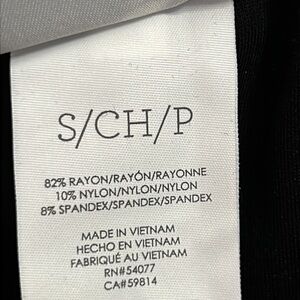 S/CH/P
82% RAYON/RAYÓN/RAYONNE
10% NYLON/NYLON/NYLON
8% SPANDEX/SPANDEX/SPANDEX
MADE IN VIETNAM
HECHO EN VIETNAM
FABRIQUÉ AU VIETNAM
RN#54077
CA#59814